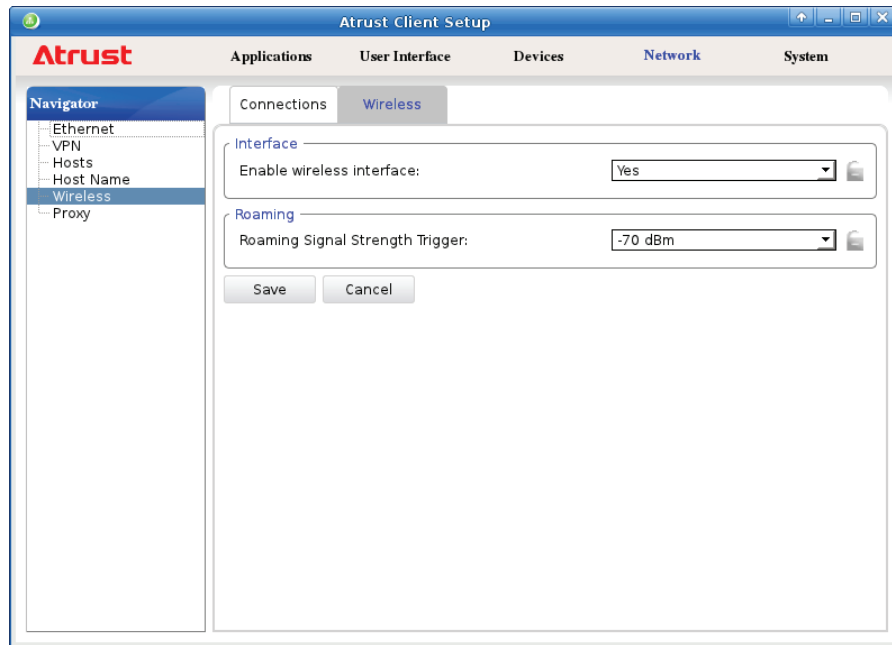 Atrust Client Setup
Atrust Applications User Interface Devices Network System
Navigator
Ethernet
VPN
Hosts
Host Name
Wireless
Proxy
Connections Wireless
Interface
Enable wireless interface: Yes
Roaming
Roaming Signal Strength Trigger: -70 dBm
Save Cancel